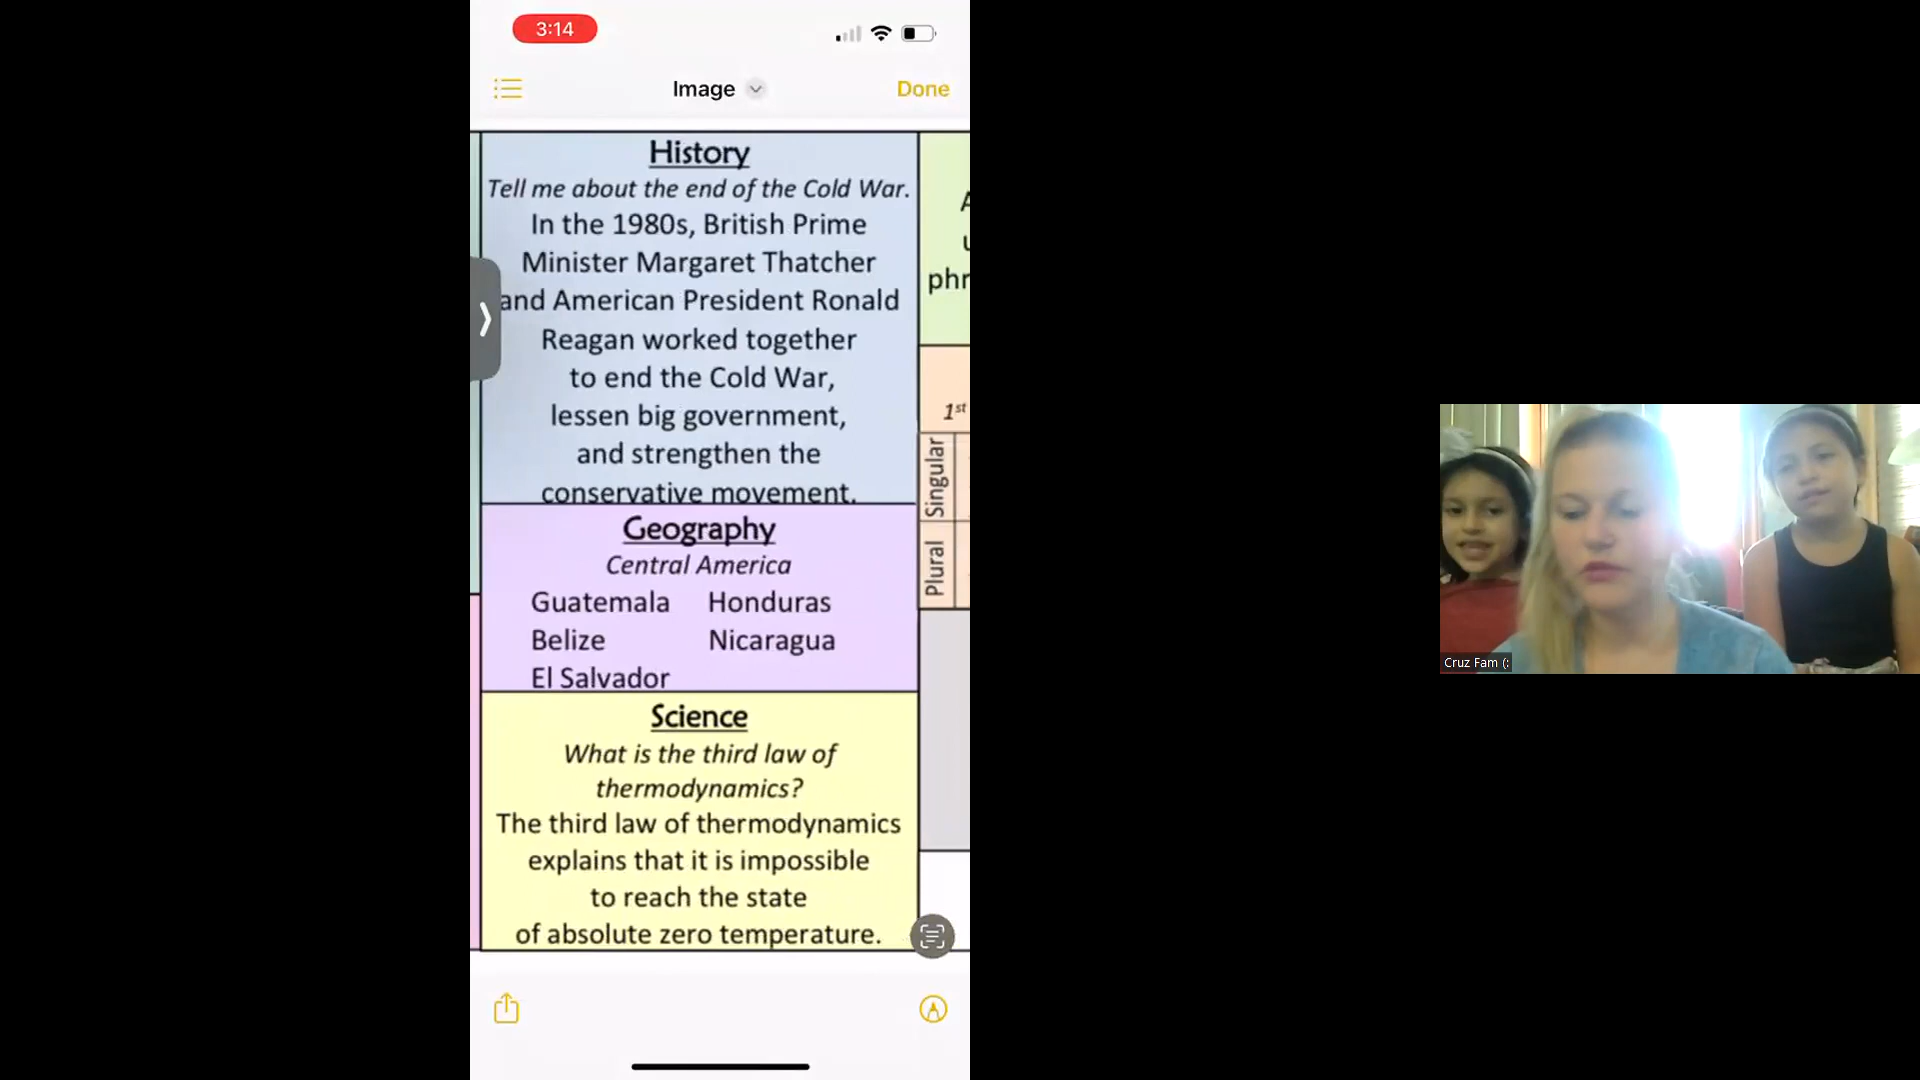 3:14
Image
Done
History
Tell me about the end of the Cold War.
In the 1980s, British Prime
Minister Margaret Thatcher
and American President Ronald
Reagan worked together
to end the Cold War,
lessen big government,
and strengthen the
conservative movement.
Geography
Central America
Guatemala Honduras
Belize Nicaragua
El Salvador
Science
What is the third law of
thermodynamics?
The third law of thermodynamics
explains that it is impossible
to reach the state
of absolute zero temperature.
phr
1st
Singular
Plural
Cruz Fam (: